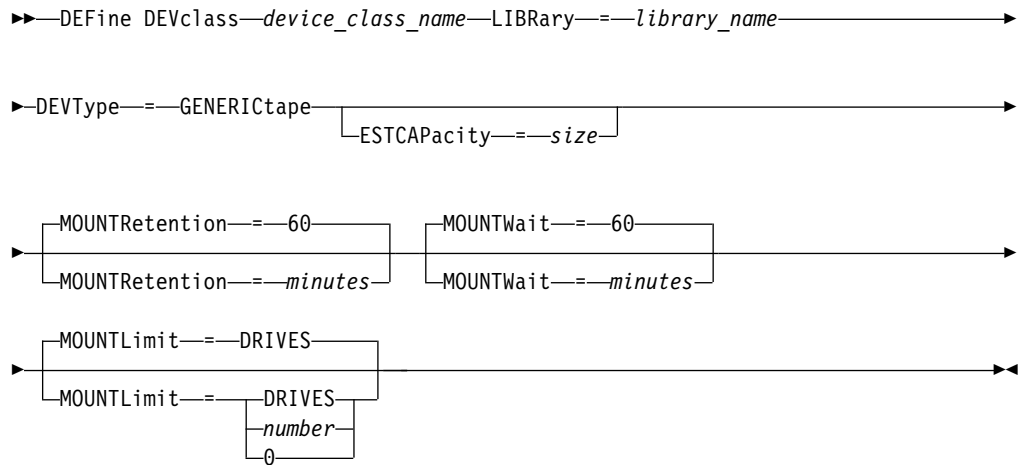 DEFine DEVclass device_class_name LIBRary = library_name
DEVType = GENERICtape
ESTCAPacity = size
MOUNTRetention = 60 MOUNTWait = 60
MOUNTRetention = minutes MOUNTWait = minutes
MOUNTLimit = DRIVES
MOUNTLimit = DRIVES
number
0